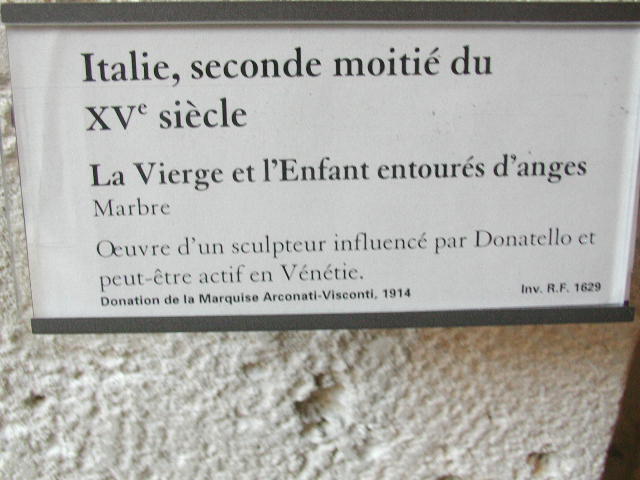 Italie, seconde moitié du
XVe siècle
La Vierge et l'Enfant entourés d'anges
Marbre
Œuvre d'un sculpteur influencé par Donatello et
peut-être actif en Vénétie.
Donation de la Marquise Arconati-Visconti, 1914
Inv. R.F. 1629